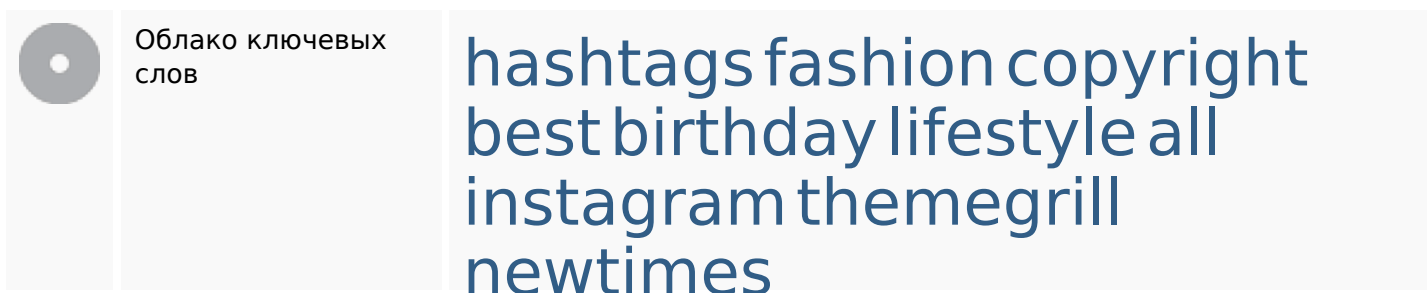 Облако ключевых
слов
hashtags fashion copyright
best birthday lifestyle all
instagram themegrill
newtimes